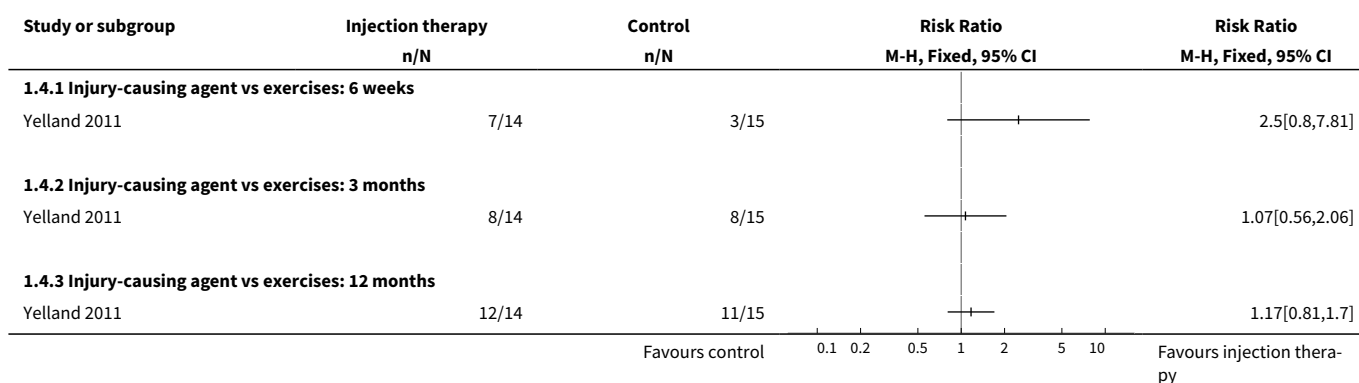 Study or subgroup Injection therapy Control Risk Ratio Risk Ratio
n/N n/N M-H, Fixed, 95% CI M-H, Fixed, 95% CI
1.4.1 Injury-causing agent vs exercises: 6 weeks
Yelland 2011 7/14 3/15 2.5[0.8,7.81]
1.4.2 Injury-causing agent vs exercises: 3 months
Yelland 2011 8/14 8/15 1.07[0.56,2.06]
1.4.3 Injury-causing agent vs exercises: 12 months
Yelland 2011 12/14 11/15 1.17[0.81,1.7]
Favours control 0.1 0.2 0.5 1 2 5 10 Favours injection thera-
py